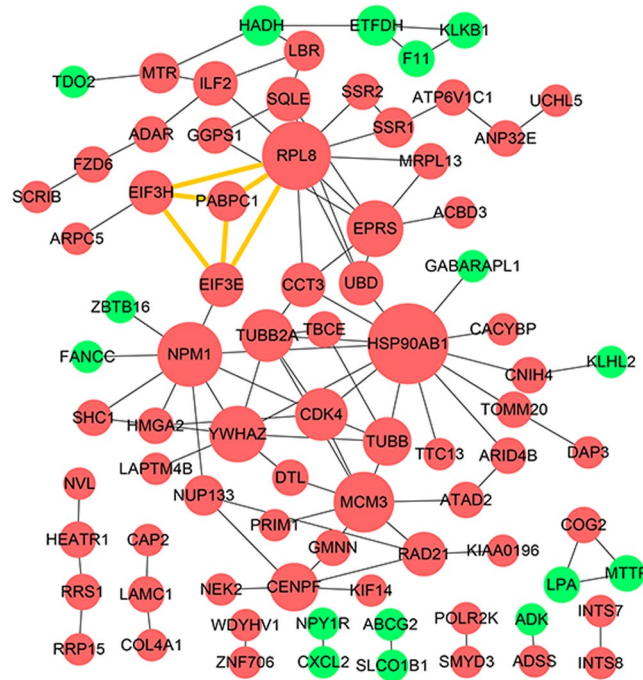 HADH
ETFDH
KLKB1
F11
LBR
TDO2
MTR
ILF2
SQLE
SSR2
ATP6V1C1
UCHL5
GGPS1
SSR1
ANP32E
ADAR
RPL8
MRPL13
FZD6
SCRIB
EIF3H
PABPC1
ACBD3
ARPC5
EPRS
EIF3E
CCT3
UBD
GABARAPL1
ZBTB16
TUBB2A
TBCE
HSP90AB1
CACYBP
FANCC
NPM1
CNIH4
KLHL2
SHC1
HMGA2
YWHAZ
CDK4
TUBB
TOMM20
LAPTM4B
TTC13
ARID4B
DAP3
NVL
DTL
NUP133
MCM3
ATAD2
PRIM1
COG2
HEATR1
CAP2
GMNN
RAD21
KIAA0196
LPA
MTTP
RRS1
LAMC1
NEK2
CENPF
KIF14
WDYHV1
NPY1R
ABCG2
POLR2K
ADK
INTS7
RRP15
COL4A1
ZNF706
CXCL2
SLCO1B1
SMYD3
ADSS
INTS8